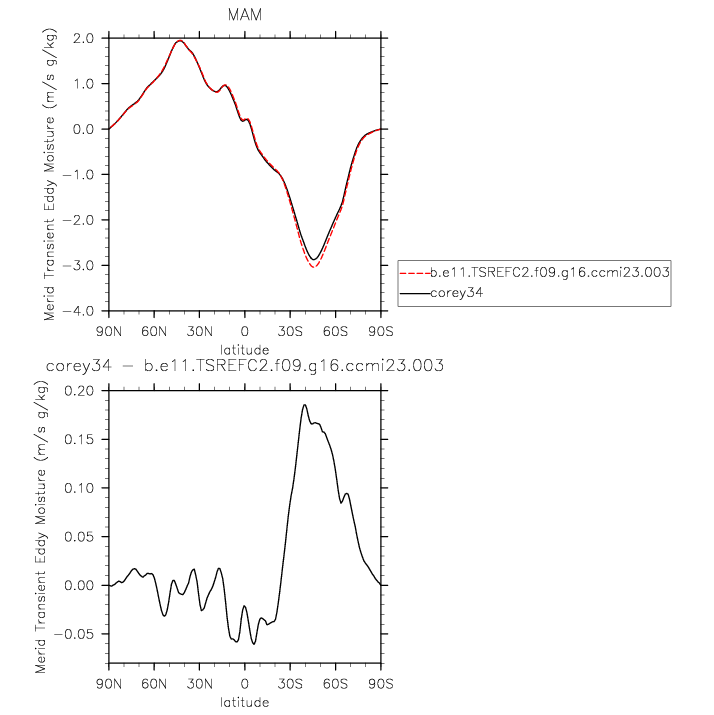 MAM
Merid Transient Eddy Moisture (m/s g/kg)
2.0
1.0
0.0
−1.0
−2.0
−3.0
−4.0
90N 60N 30N 0 30S 60S 90S
latitude
b.e11.TSREFC2.f09.g16.ccmi23.003
corey34
corey34 − b.e11.TSREFC2.f09.g16.ccmi23.003
Merid Transient Eddy Moisture (m/s g/kg)
0.20
0.15
0.10
0.05
0.00
−0.05
90N 60N 30N 0 30S 60S 90S
latitude